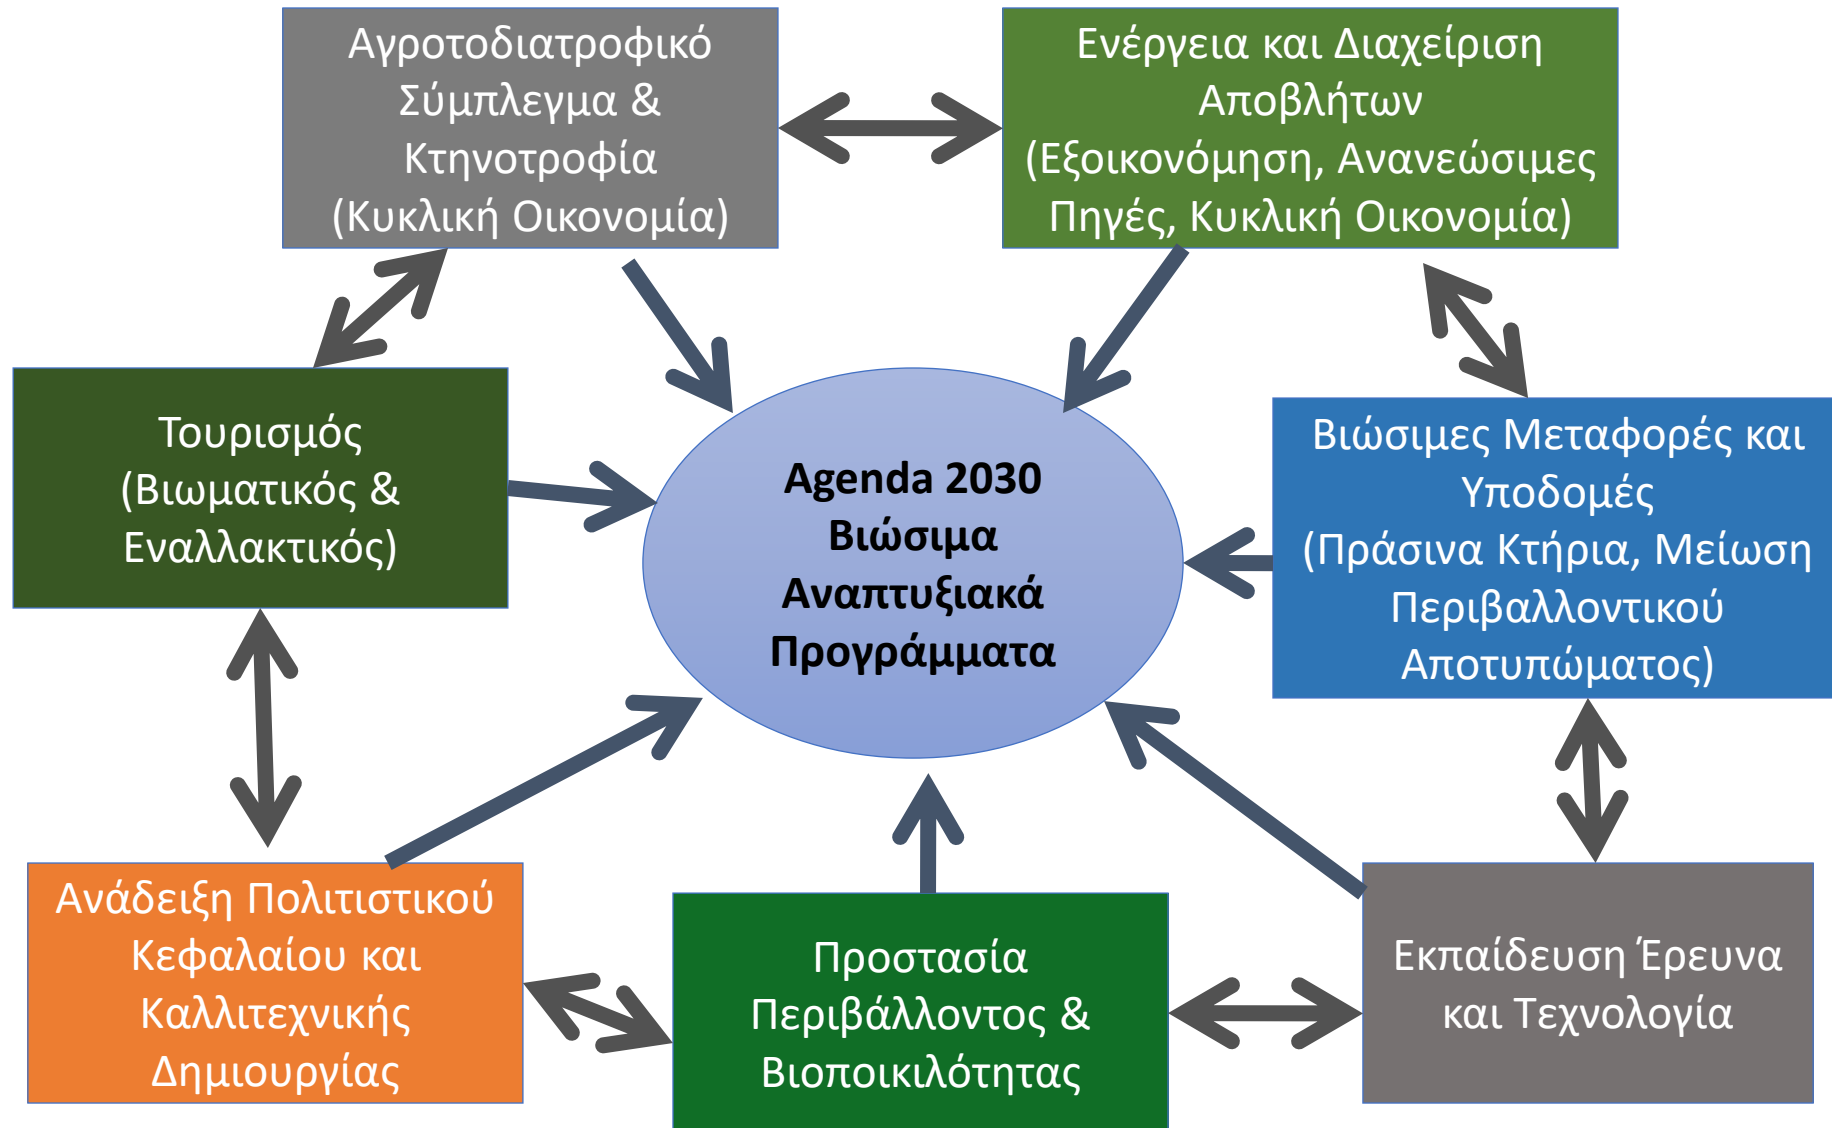 Αγροτοδιατροφικό
Σύμπλεγμα &
Κτηνοτροφία
(Κυκλική Οικονομία)
Ενέργεια και Διαχείριση
Αποβλήτων
(Εξοικονόμηση, Ανανεώσιμες
Πηγές, Κυκλική Οικονομία)
Τουρισμός
(Βιωματικός &
Εναλλακτικός)
Agenda 2030
Βιώσιμα
Αναπτυξιακά
Προγράμματα
Βιώσιμες Μεταφορές και
Υποδομές
(Πράσινα Κτήρια, Μείωση
Περιβαλλοντικού
Αποτυπώματος)
Ανάδειξη Πολιτιστικού
Κεφαλαίου και
Καλλιτεχνικής
Δημιουργίας
Προστασία
Περιβάλλοντος &
Βιοποικιλότητας
Εκπαίδευση Έρευνα
και Τεχνολογία